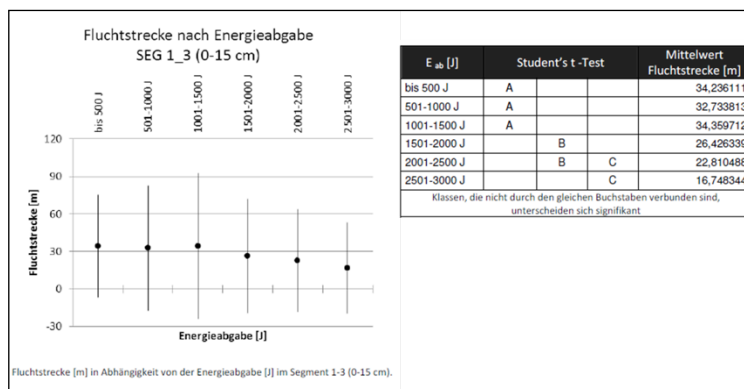 Fluchtstrecke nach Energieabgabe
SEG 1_3 (0-15 cm)
bis 500 J
501-1000 J
1001-1500 J
1501-2000 J
2001-2500 J
2501-3000 J
120
90
60
30
0
-30
Fluchtstrecke [m]
Energieabgabe [J]
Fluchtstrecke [m] in Abhängigkeit von der Energieabgabe [J] im Segment 1-3 (0-15 cm).
E ab [J] Student's t -Test Mittelwert
Fluchtstrecke [m]
bis 500 J A 34,236111
501-1000 J A 32,733813
1001-1500 J A 34,359712
1501-2000 J B 26,426339
2001-2500 J B C 22,810488
2501-3000 J C 16,748344
Klassen, die nicht durch den gleichen Buchstaben verbunden sind,
unterscheiden sich signifikant